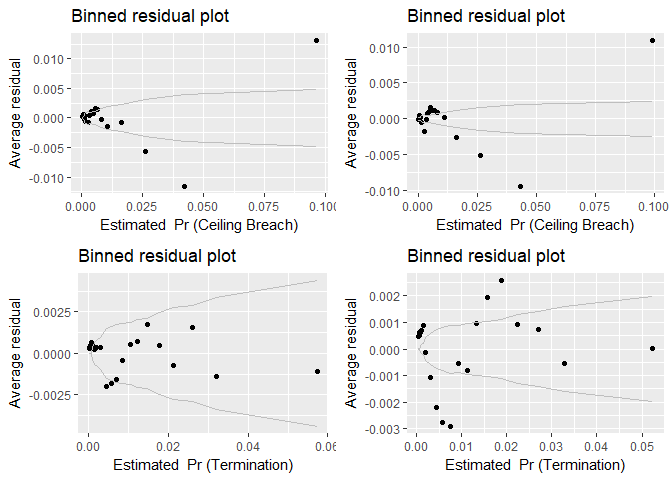 Binned residual plot
Average residual
0.010
0.005
0.000
-0.005
-0.010
0.000 0.025 0.050 0.075 0.100
Estimated Pr (Ceiling Breach)
Binned residual plot
Average residual
0.010
0.005
0.000
-0.005
-0.010
0.000 0.025 0.050 0.075 0.100
Estimated Pr (Ceiling Breach)
Binned residual plot
Average residual
0.0025
0.0000
-0.0025
0.00 0.02 0.04 0.06
Estimated Pr (Termination)
Binned residual plot
Average residual
0.002
0.001
0.000
-0.001
-0.002
-0.003
0.00 0.01 0.02 0.03 0.04 0.05
Estimated Pr (Termination)